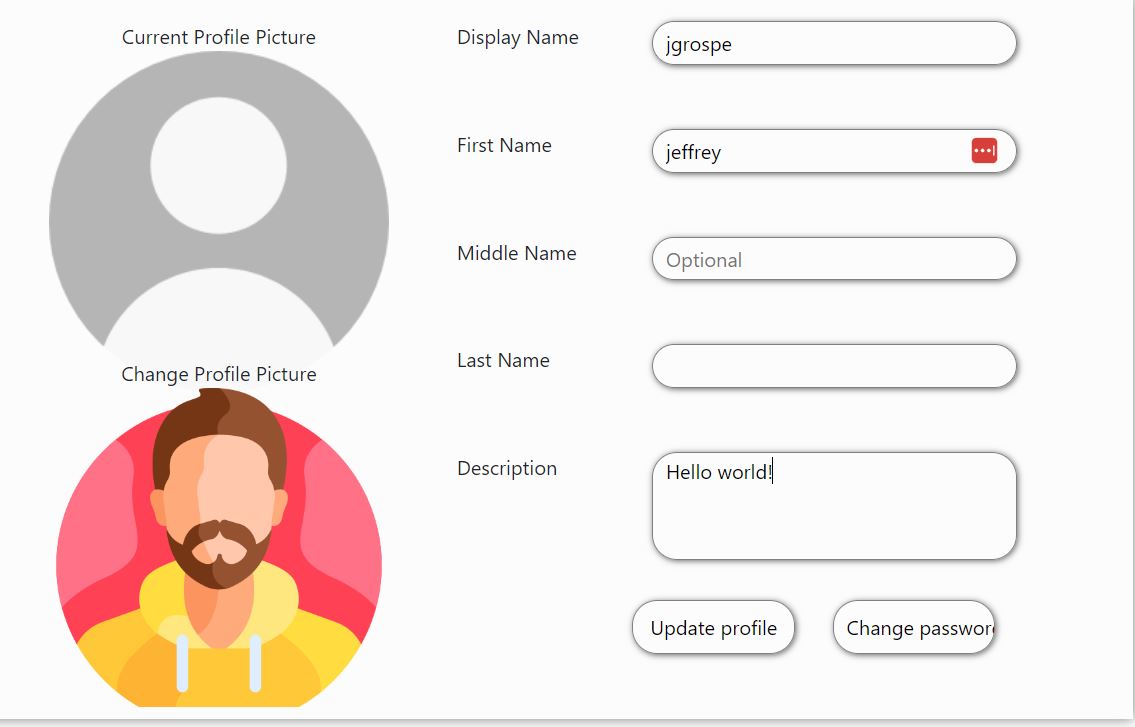 Current Profile Picture
Change Profile Picture
Display Name
jgrospe
First Name
jeffrey
Middle Name
Optional
Last Name
Description
Hello world!
Update profile
Change passwor